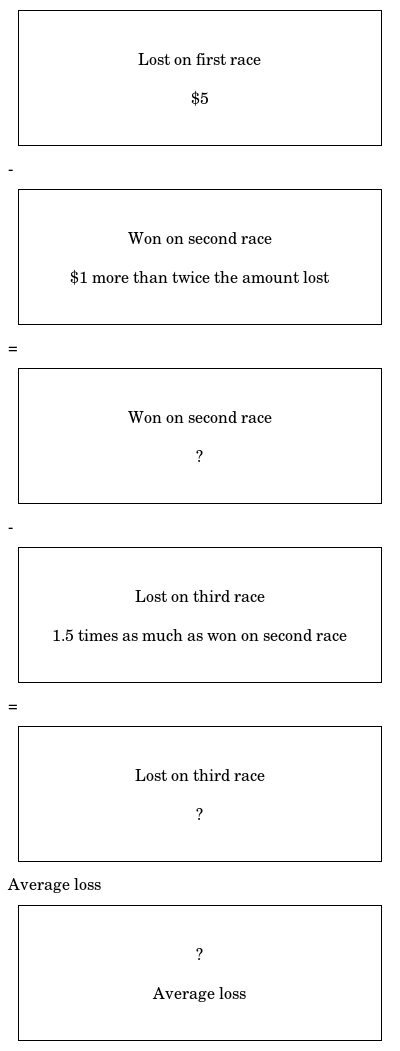 Lost on first race
$5
-
Won on second race
$1 more than twice the amount lost
=
Won on second race
?
-
Lost on third race
1.5 times as much as won on second race
=
Lost on third race
?
Average loss
?
Average loss